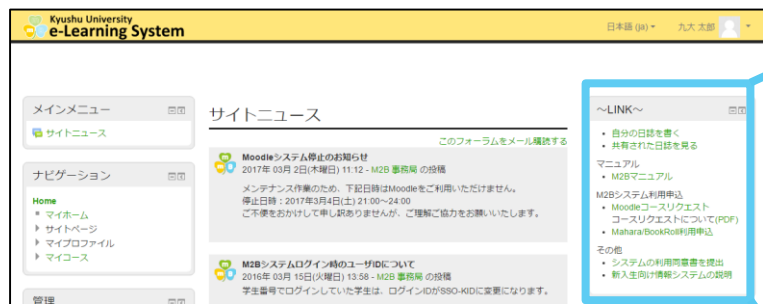 Kyushu University
e-Learning System
日本語 (ja)
九大 太郎
メインメニュー
サイトニュース
ナビゲーション
Home
マイホーム
サイトページ
マイプロファイル
マイコース
管理
サイトニュース
このフォーラムをメール購読する
Moodleシステム停止のお知らせ
2017年 03月 2日(木曜日) 11:12 - M2B 事務局 の投稿
メンテナンス作業のため、下記日時はMoodleをご利用いただけません。
停止日時：2017年3月4日(土) 21:00～24:00
ご不便をおかけして申し訳ありませんが、ご理解ご協力をお願いいたします。
M2Bシステムログイン時のユーザIDについて
2016年 03月 15日(火曜日) 13:58 - M2B 事務局 の投稿
学生番号でログインしていた学生は、ログインIDがSSO-KIDに変更になります。
～LINK～
自分の日誌を書く
共有された日誌を見る
マニュアル
M2Bマニュアル
M2Bシステム利用申込
Moodleコースリクエスト
コースリクエストについて(PDF)
Mahara/BookRoll利用申込
その他
システムの利用同意書を提出
新入生向け情報システムの説明